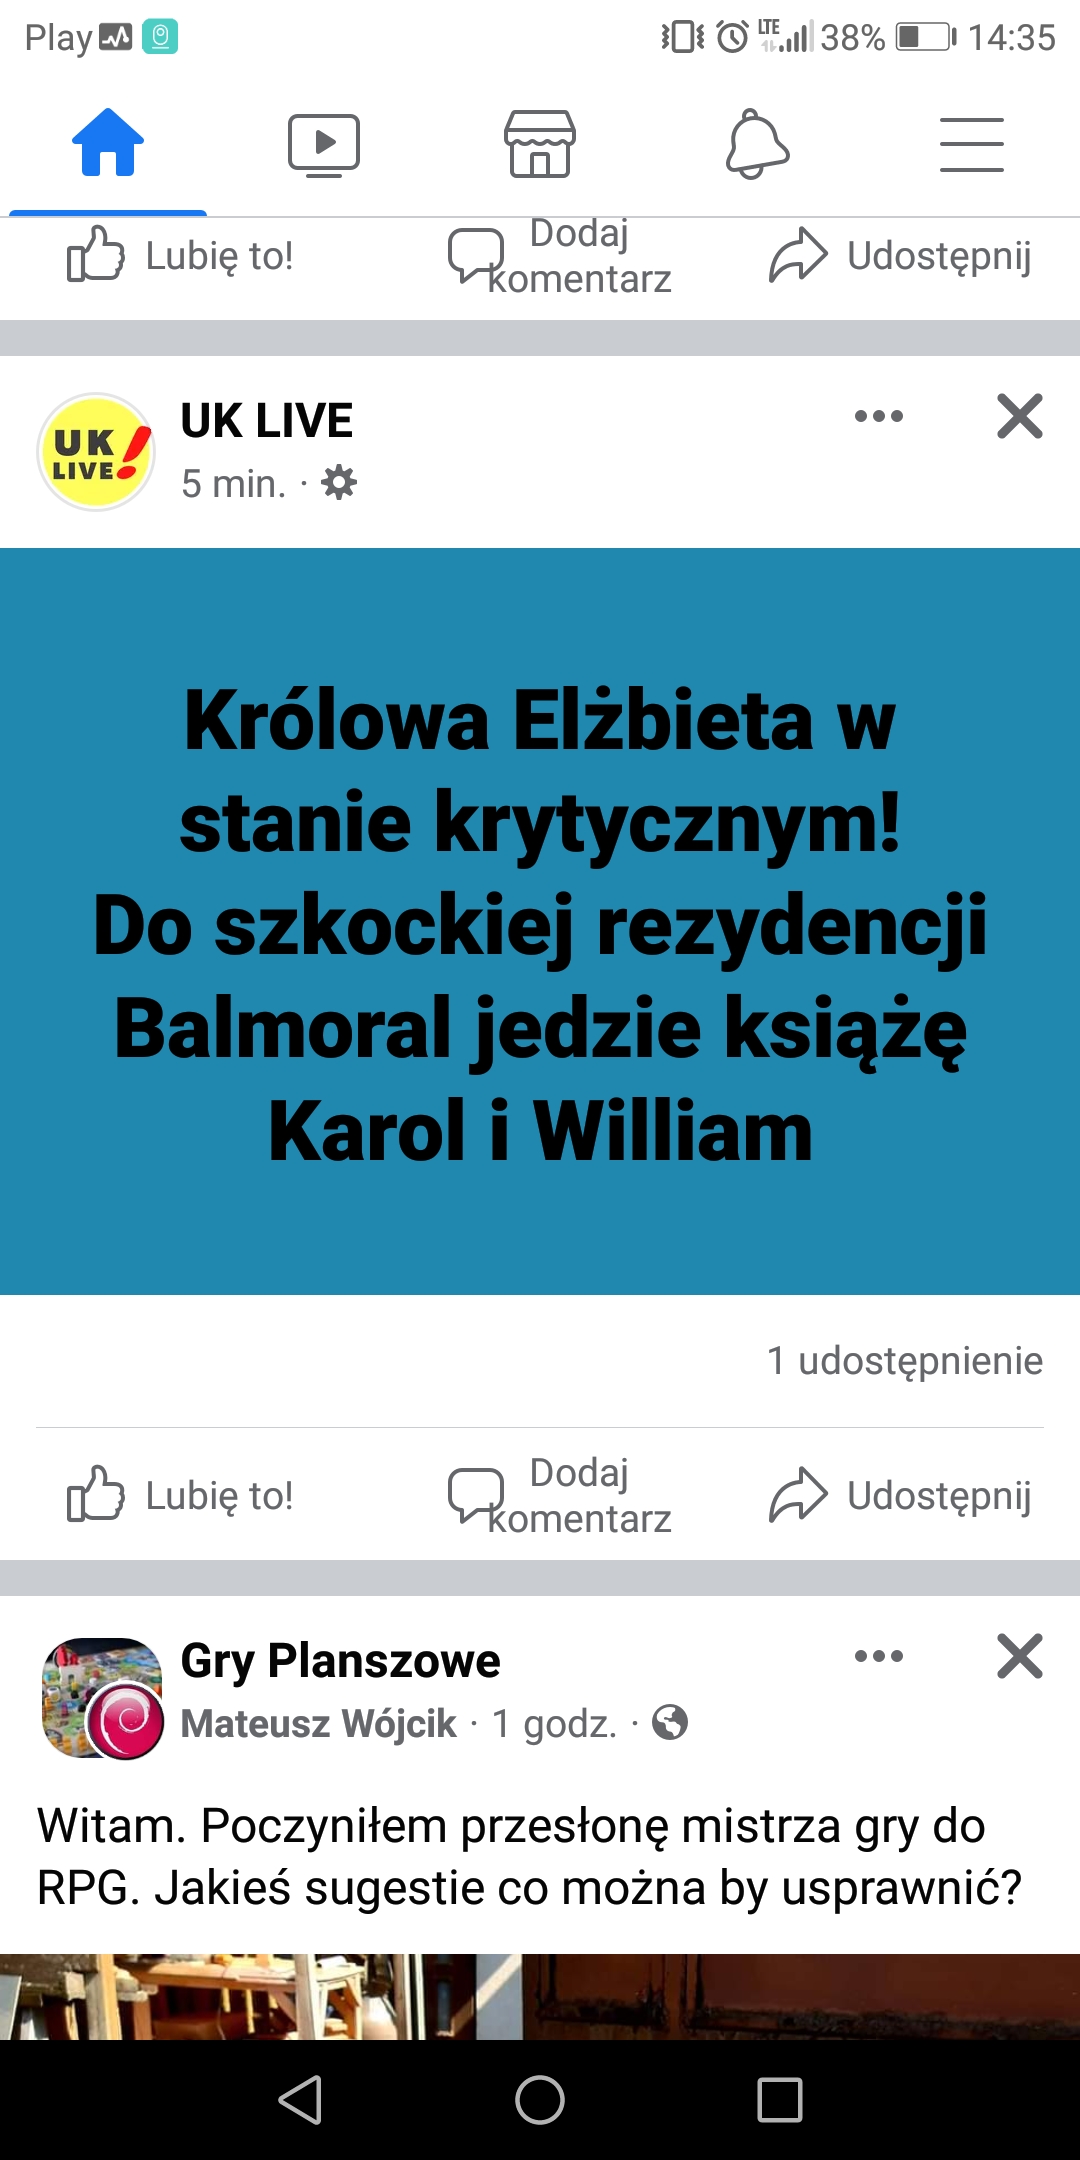 Play LTE 38% 14:35
Lubię to! Dodaj komentarz Udostępnij
UK LIVE!
UK LIVE
5 min. ·
Królowa Elżbieta w
stanie krytycznym!
Do szkockiej rezydencji
Balmoral jedzie książę
Karol i William
1 udostępnienie
Lubię to! Dodaj komentarz Udostępnij
Gry Planszowe
Mateusz Wójcik · 1 godz. ·
Witam. Poczyniłem przesłonę mistrza gry do
RPG. Jakieś sugestie co można by usprawnić?